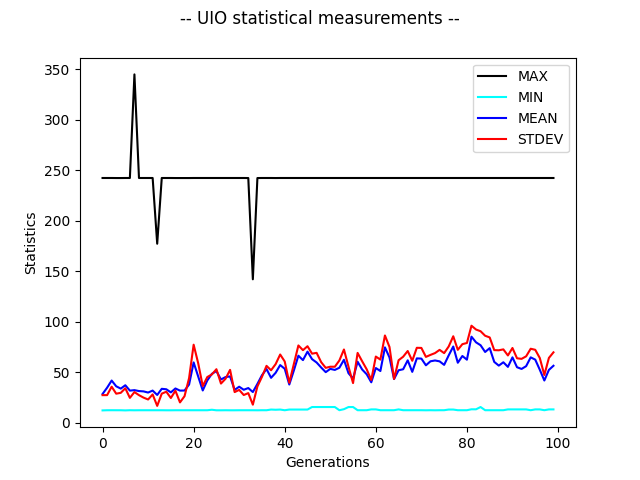 -- UIO statistical measurements --
350
300
250
200
150
100
50
0
Statistics
MAX
MIN
MEAN
STDEV
0 20 40 60 80 100
Generations